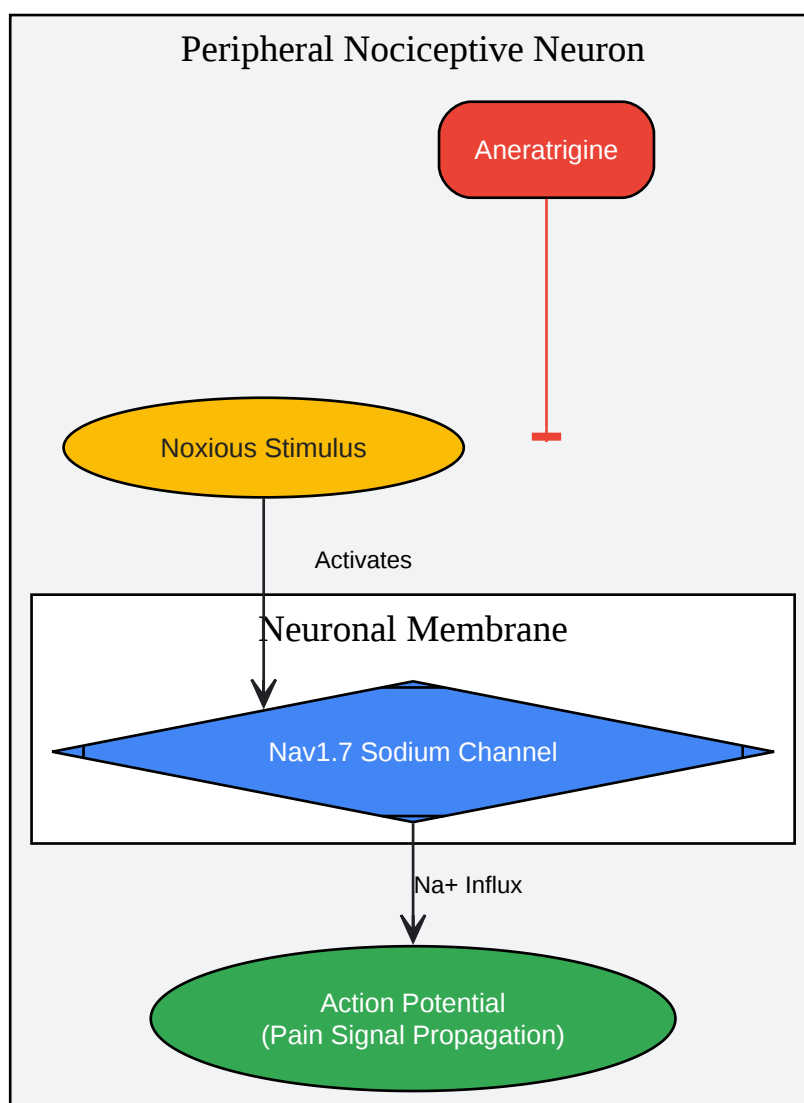 Peripheral Nociceptive Neuron
Aneratrigine
Noxious Stimulus
Activates
Neuronal Membrane
Nav1.7 Sodium Channel
Na+ Influx
Action Potential
(Pain Signal Propagation)